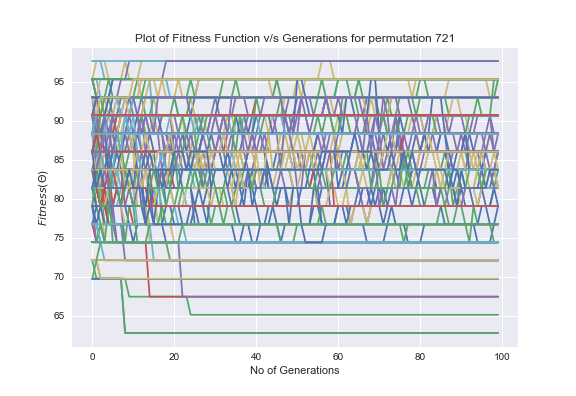 Plot of Fitness Function v/s Generations for permutation 721
Fitness(Θ)
95
90
85
80
75
70
65
0 20 40 60 80 100
No of Generations